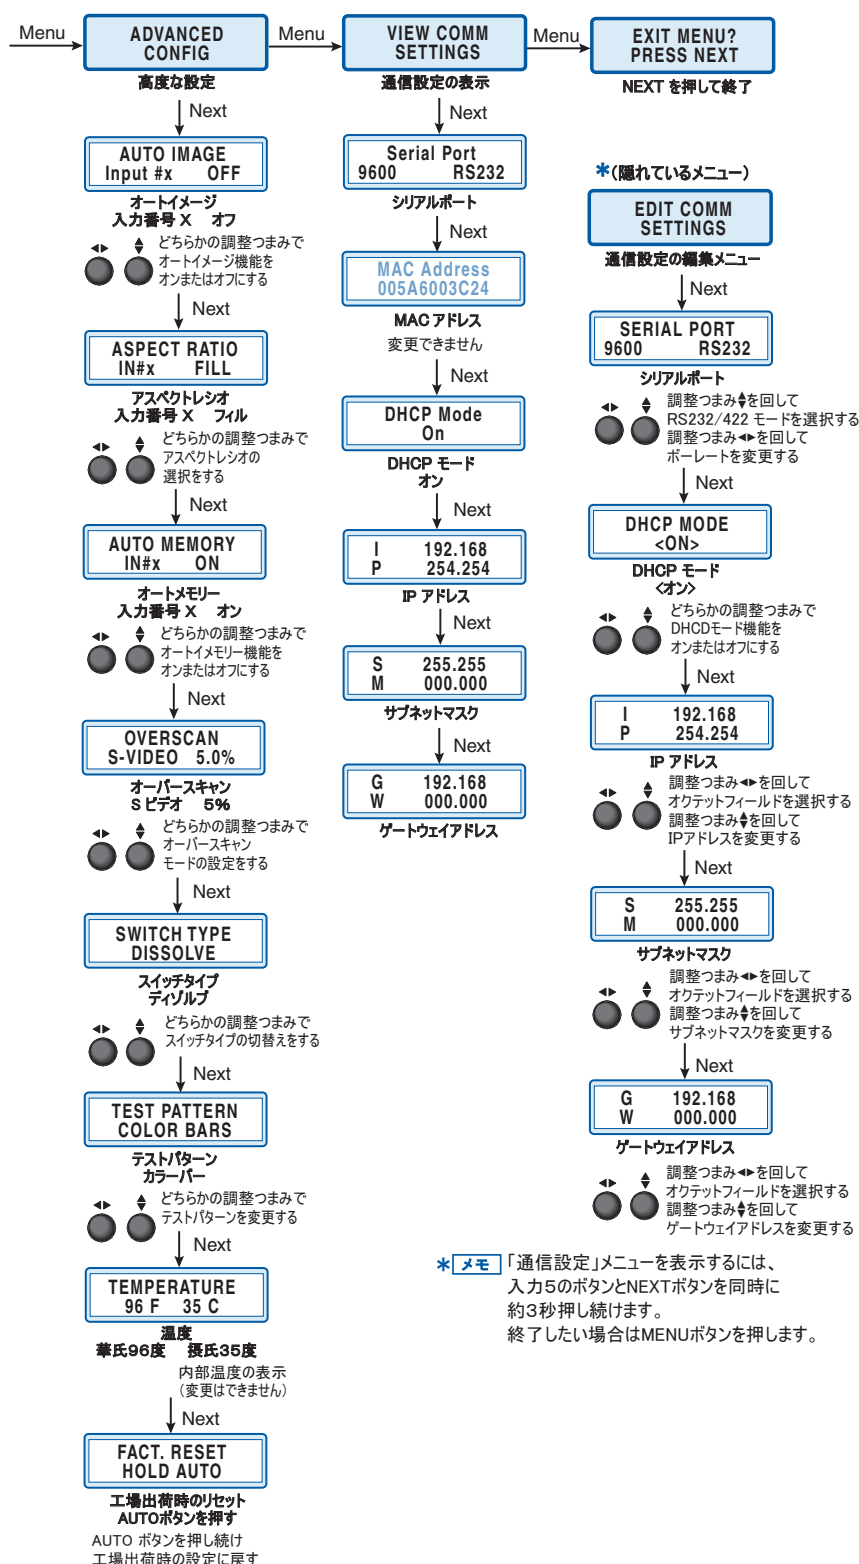 Menu
ADVANCED
CONFIG
高度な設定
Next
AUTO IMAGE
Input #x OFF
オートイメージ
入力番号 X オフ
どちらかの調整つまみで
オートイメージ機能を
オンまたはオフにする
Next
ASPECT RATIO
IN#x FILL
アスペクトレシオ
入力番号 X フィル
どちらかの調整つまみで
アスペクトレシオの
選択をする
Next
AUTO MEMORY
IN#x ON
オートメモリー
入力番号 X オン
どちらかの調整つまみで
オートイメモリー機能を
オンまたはオフにする
Next
OVERSCAN
S-VIDEO 5.0%
オーバースキャン
S ビデオ 5%
どちらかの調整つまみで
オーバースキャン
モードの設定をする
Next
SWITCH TYPE
DISSOLVE
スイッチタイプ
ディゾルブ
どちらかの調整つまみで
スイッチタイプの切替えをする
Next
TEST PATTERN
COLOR BARS
テストパターン
カラーバー
どちらかの調整つまみで
テストパターンを変更する
Next
TEMPERATURE
96 F 35 C
温度
華氏96度 摂氏35度
内部温度の表示
(変更はできません)
Next
FACT. RESET
HOLD AUTO
工場出荷時のリセット
AUTOボタンを押す
AUTO ボタンを押し続け
工場出荷時の設定に戻す
Menu
VIEW COMM
SETTINGS
通信設定の表示
Next
Serial Port
9600 RS232
シリアルポート
Next
MAC Address
005A6003C24
MAC アドレス
変更できません
Next
DHCP Mode
On
DHCP モード
オン
Next
I 192.168
P 254.254
IP アドレス
Next
S 255.255
M 000.000
サブネットマスク
Next
G 192.168
W 000.000
ゲートウェイアドレス
Menu
EXIT MENU?
PRESS NEXT
NEXT を押して終了
*(隠れているメニュー)
EDIT COMM
SETTINGS
通信設定の編集メニュー
Next
SERIAL PORT
9600 RS232
シリアルポート
調整つまみ♦を回して
RS232/422 モードを選択する
調整つまみ◂▸を回して
ボーレートを変更する
Next
DHCP MODE
<ON>
DHCP モード
<オン>
どちらかの調整つまみで
DHCDモード機能を
オンまたはオフにする
Next
I 192.168
P 254.254
IP アドレス
調整つまみ◂▸を回して
オクテットフィールドを選択する
調整つまみ♦を回して
IPアドレスを変更する
Next
S 255.255
M 000.000
サブネットマスク
調整つまみ◂▸を回して
オクテットフィールドを選択する
調整つまみ♦を回して
サブネットマスクを変更する
Next
G 192.168
W 000.000
ゲートウェイアドレス
調整つまみ◂▸を回して
オクテットフィールドを選択する
調整つまみ♦を回して
ゲートウェイアドレスを変更する
*メモ 「通信設定」メニューを表示するには、
入力5のボタンとNEXTボタンを同時に
約3秒押し続けます。
終了したい場合はMENUボタンを押します。